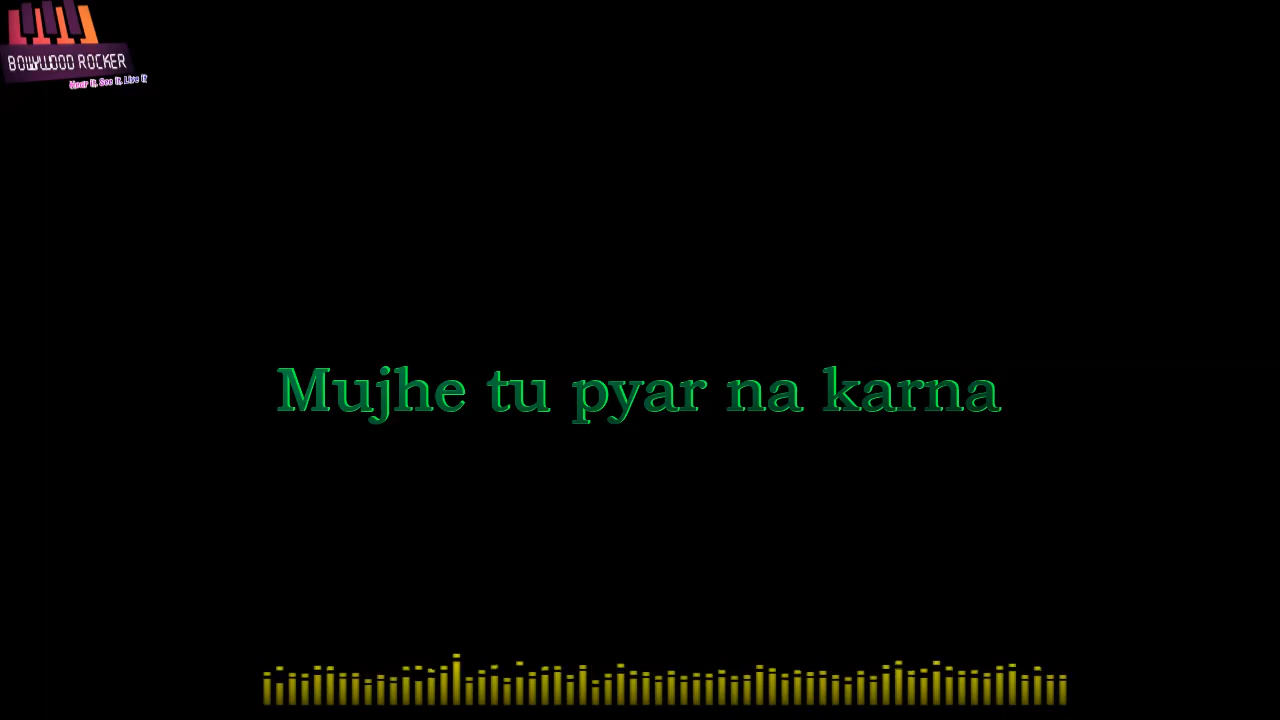 BOLLYWOOD ROCKER
Hear It. See It. Live It
Mujhe tu pyar na karna